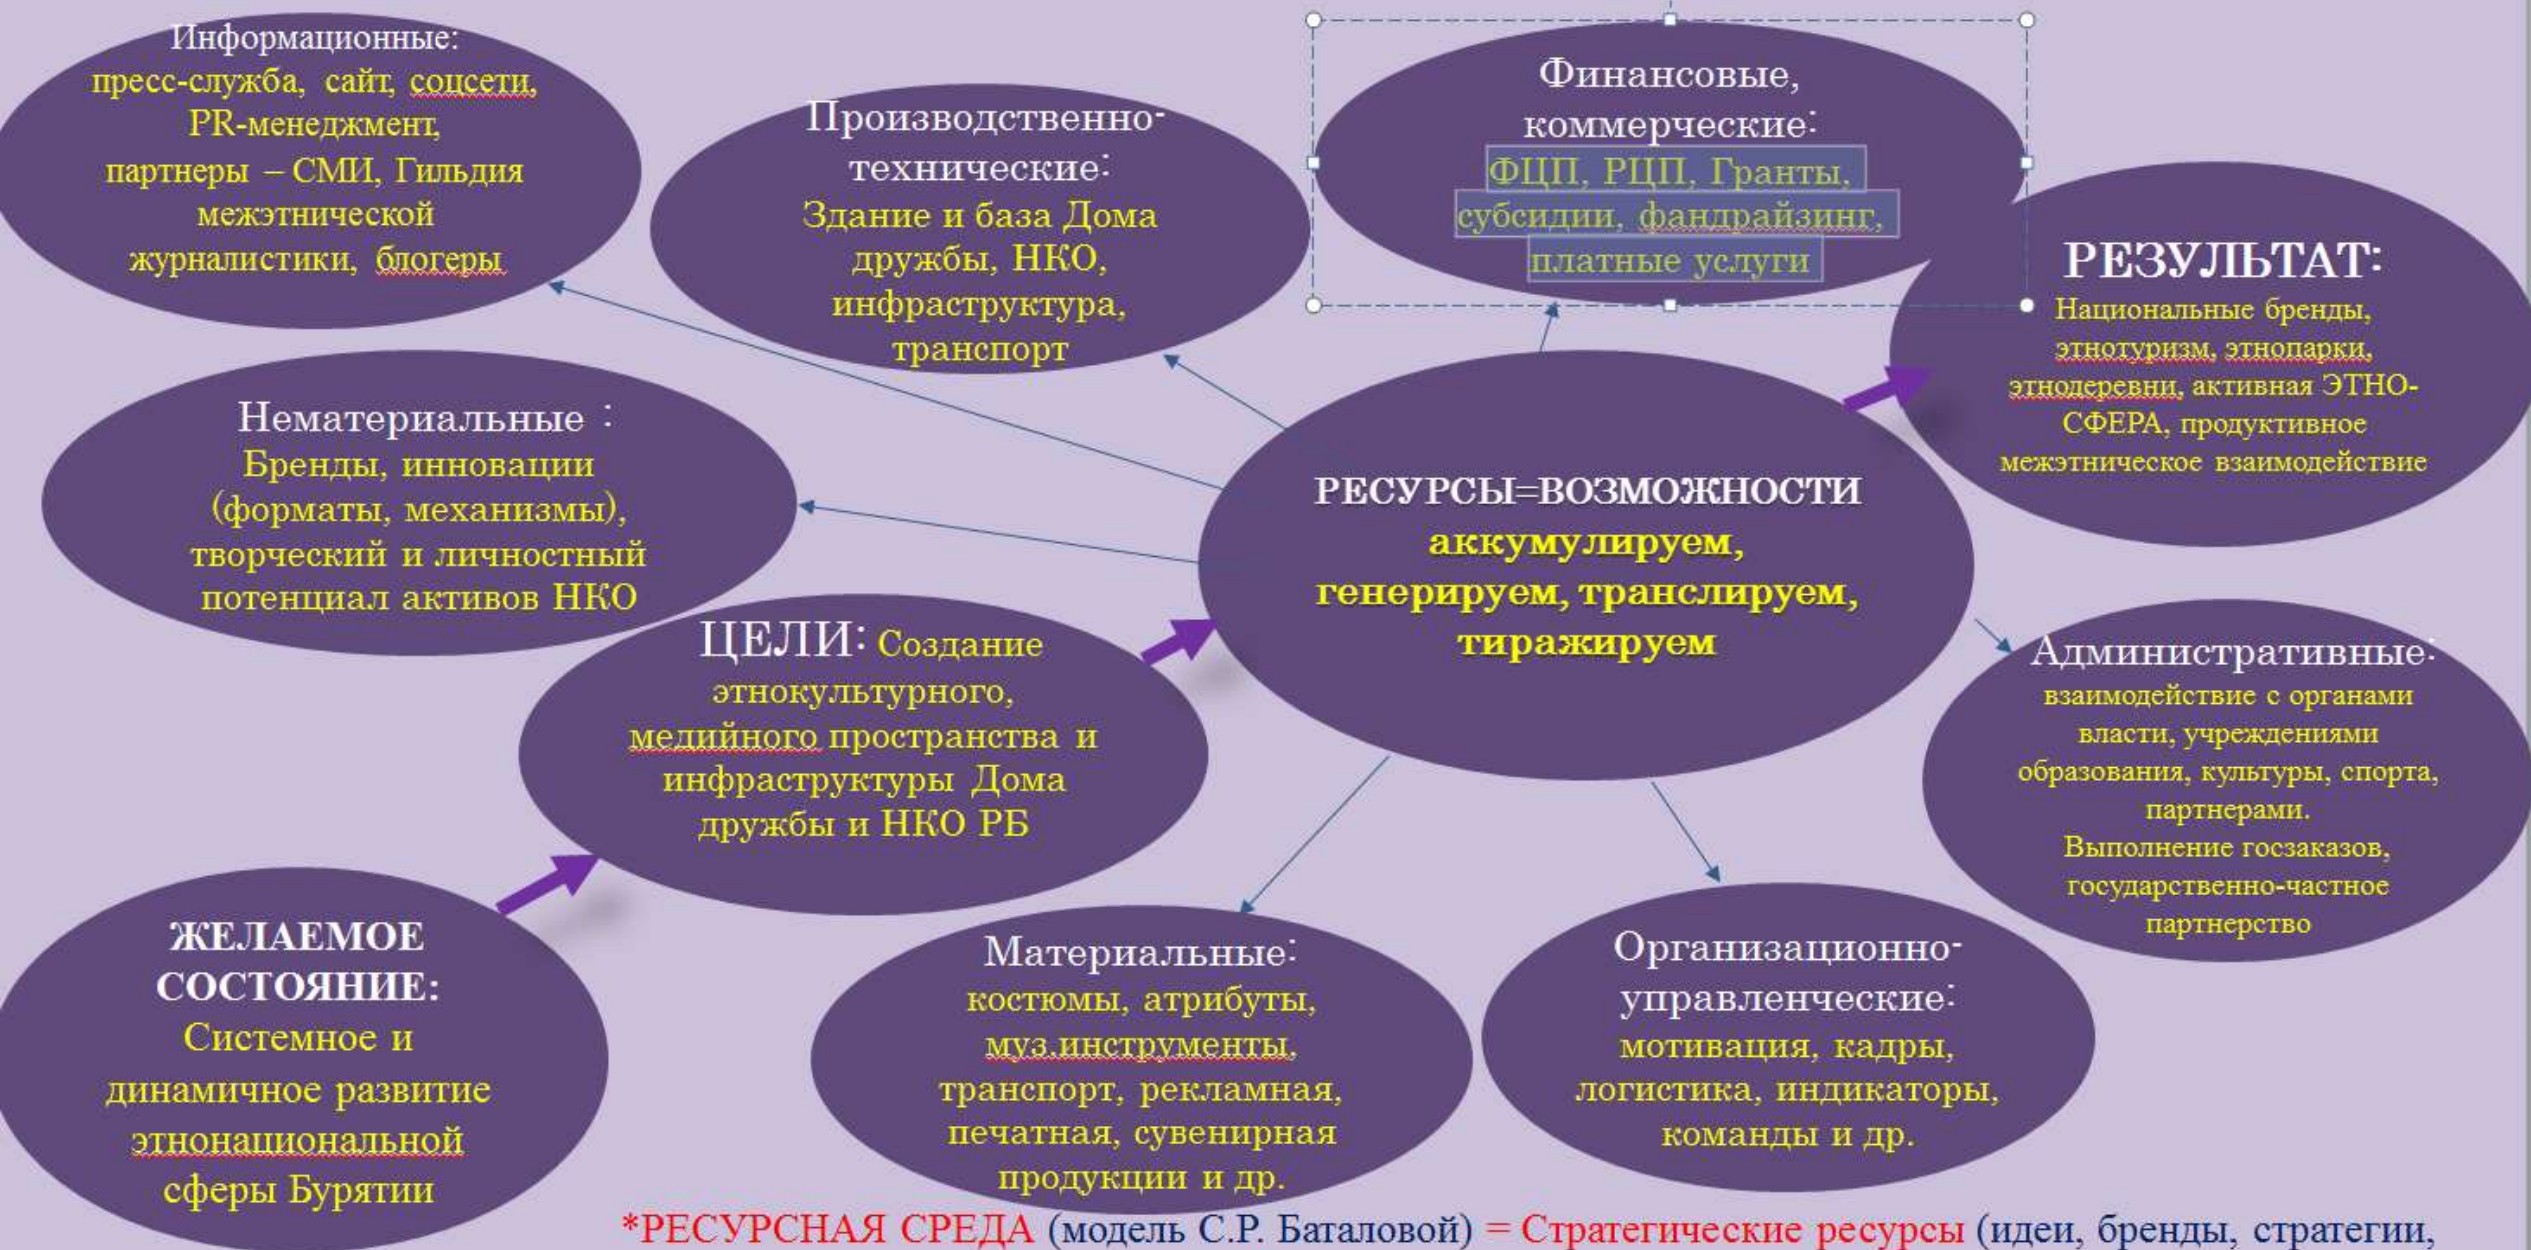 Информационные:
пресс-служба, сайт, соцсети,
PR-менеджмент,
партнеры – СМИ, Гильдия
межэтнической
журналистики, блогеры
Производственно-
технические:
Здание и база Дома
дружбы, НКО,
инфраструктура,
транспорт
Финансовые,
коммерческие:
ФЦП, РЦП, Гранты,
субсидии, фандрайзинг,
платные услуги
РЕЗУЛЬТАТ:
Национальные бренды,
этнотуризм, этнопарки,
этнодеревни, активная ЭТНО-
СФЕРА, продуктивное
межэтническое взаимодействие
Нематериальные :
Бренды, инновации
(форматы, механизмы),
творческий и личностный
потенциал активов НКО
РЕСУРСЫ=ВОЗМОЖНОСТИ
аккумулируем,
генерируем, транслируем,
тиражируем
ЦЕЛИ: Создание
этнокультурного,
медийного пространства и
инфраструктуры Дома
дружбы и НКО РБ
Административные:
взаимодействие с органами
власти, учреждениями
образования, культуры, спорта,
партнерами.
Выполнение госзаказов,
государственно-частное
партнерство
ЖЕЛАЕМОЕ
СОСТОЯНИЕ:
Системное и
динамичное развитие
этнонациональной
сферы Бурятии
Материальные:
костюмы, атрибуты,
муз.инструменты,
транспорт, рекламная,
печатная, сувенирная
продукции и др.
Организационно-
управленческие:
мотивация, кадры,
логистика, индикаторы,
команды и др.
*РЕСУРСНАЯ СРЕДА (модель С.Р. Баталовой) = Стратегические ресурсы (идеи, бренды, стратегии,